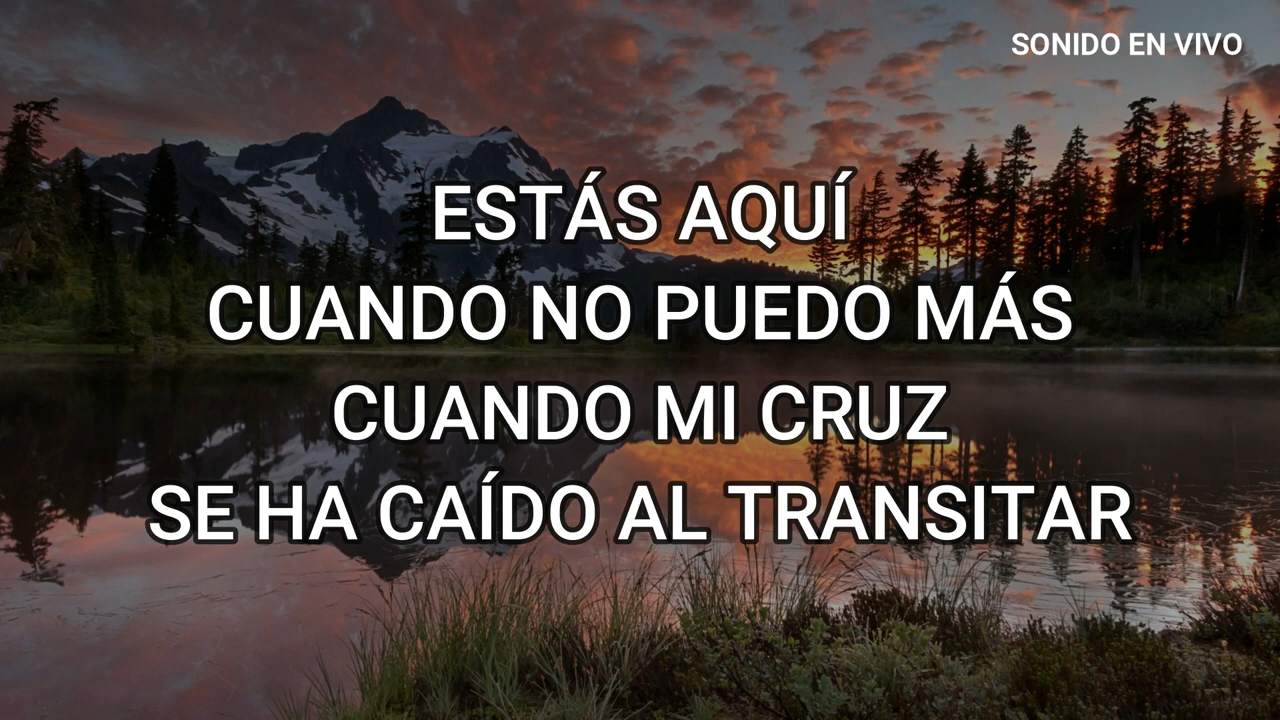 SONIDO EN VIVO
ESTÁS AQUÍ
CUANDO NO PUEDO MÁS
CUANDO MI CRUZ
SE HA CAÍDO AL TRANSITAR